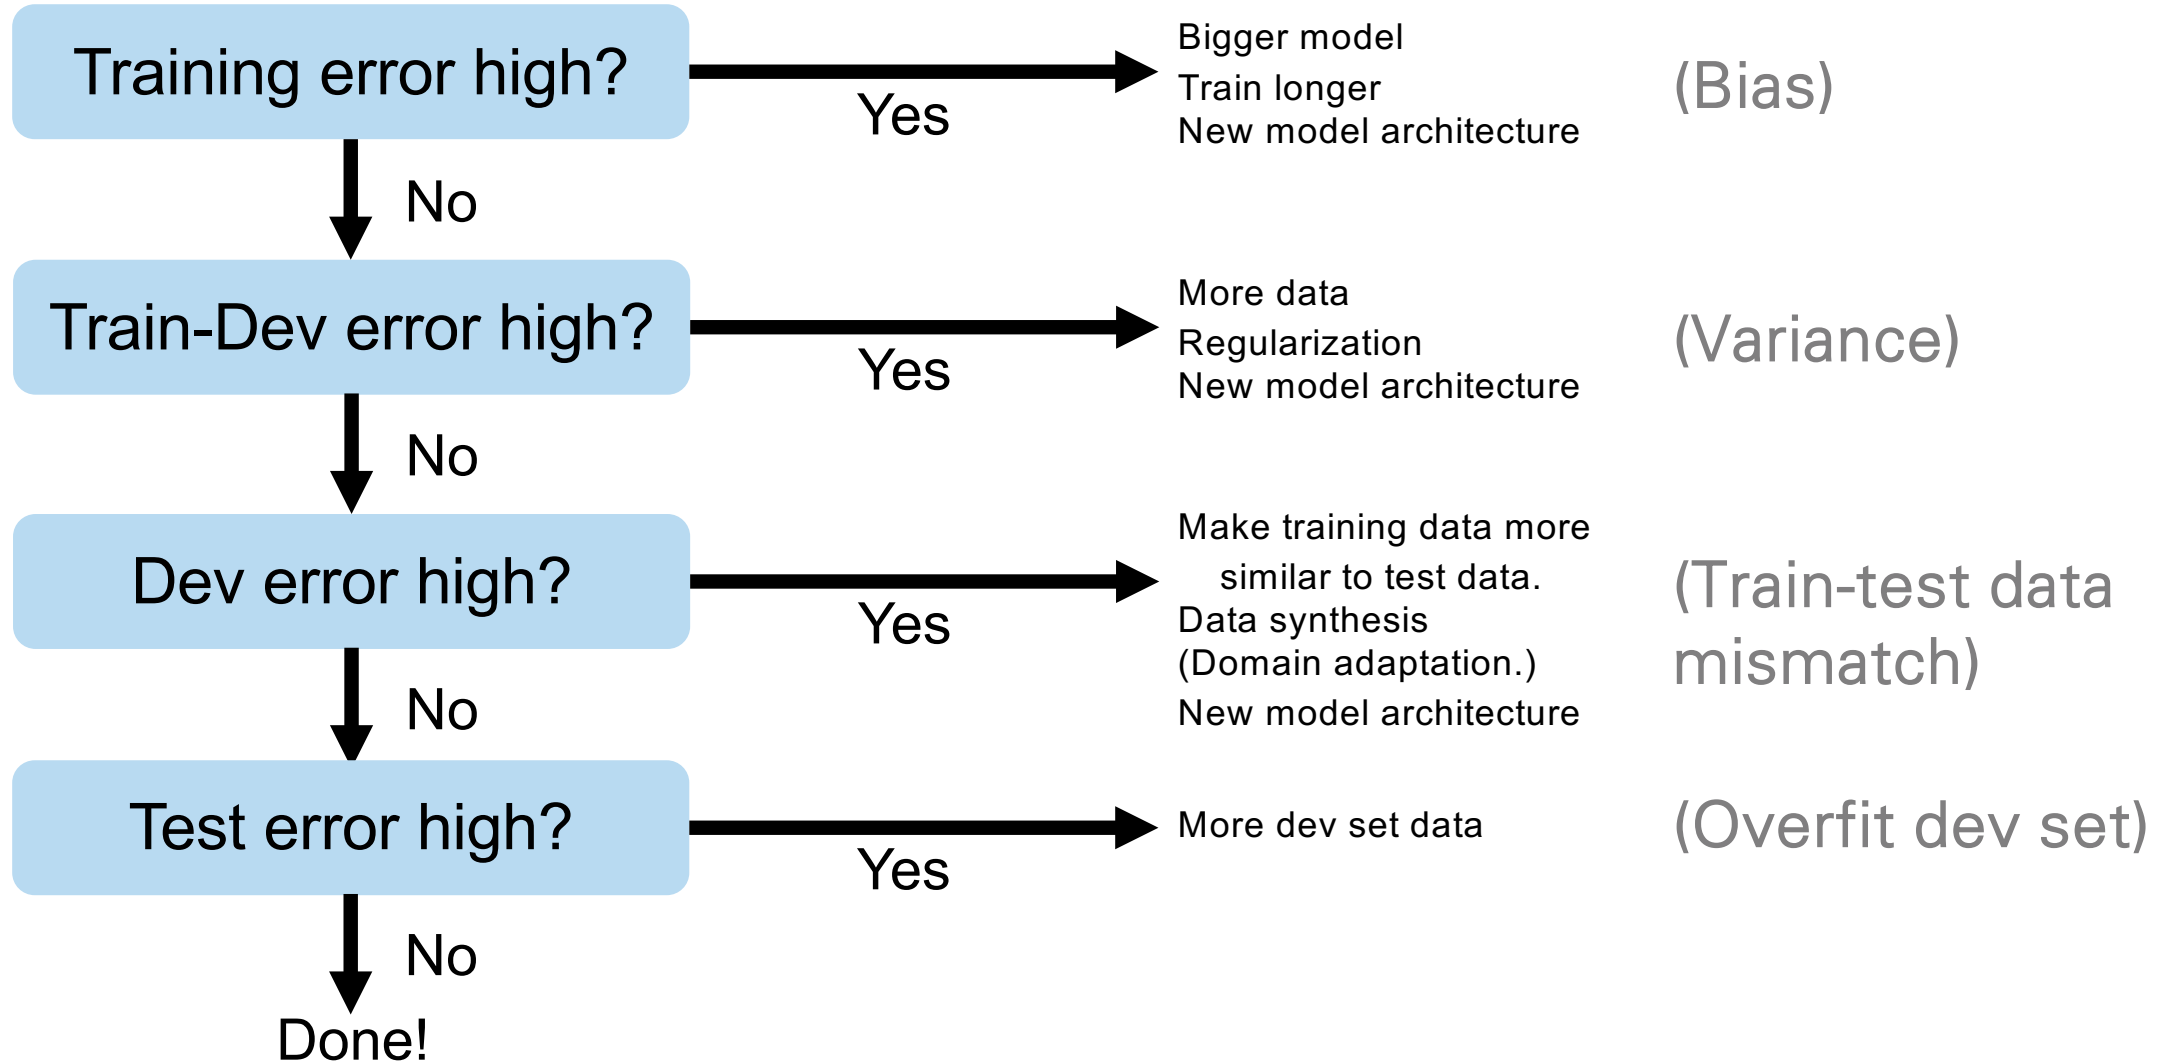 Training error high?
Yes
Bigger model
Train longer
New model architecture
(Bias)
No
Train-Dev error high?
Yes
More data
Regularization
New model architecture
(Variance)
No
Dev error high?
Yes
Make training data more
similar to test data.
Data synthesis
(Domain adaptation.)
New model architecture
(Train-test data
mismatch)
No
Test error high?
Yes
More dev set data
(Overfit dev set)
No
Done!